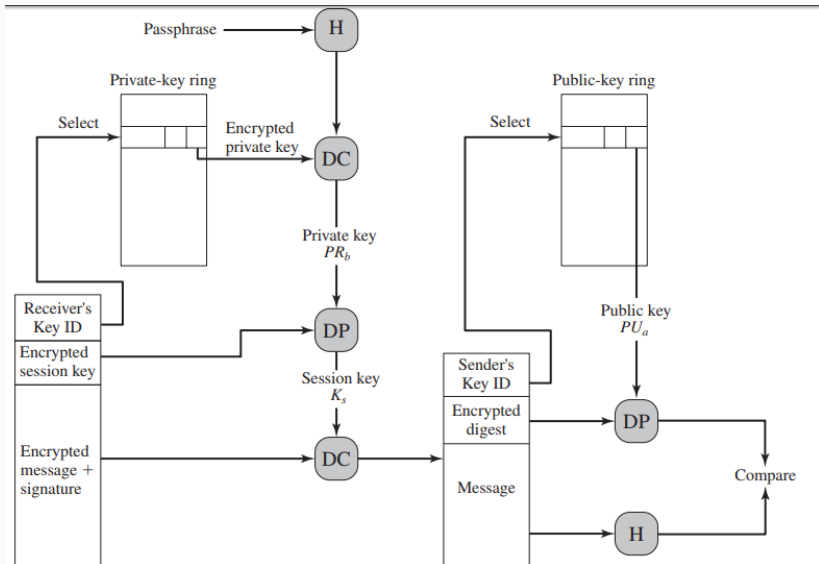 Passphrase
H
Private-key ring
Public-key ring
Select
Encrypted
private key
DC
Select
Private key
PR_b
Receiver's
Key ID
DP
Public key
PU_a
Encrypted
session key
Session key
K_s
Sender's
Key ID
Encrypted
digest
DP
Encrypted
message +
signature
DC
Message
Compare
H